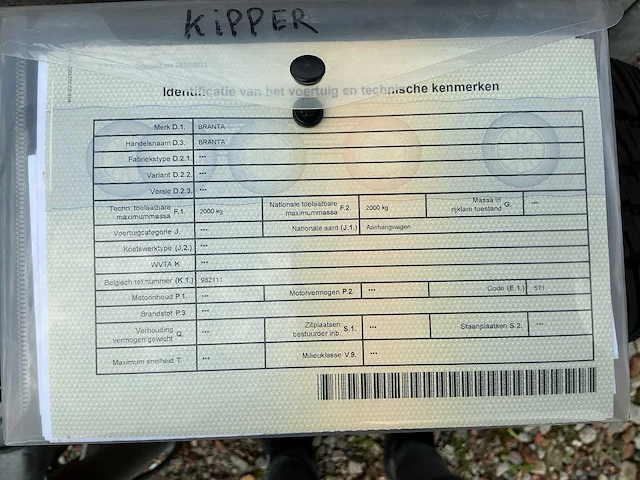 KIPPER
Identificatie van het voertuig en technische kenmerken
Merk D.1. BRANTA
Handelsnaam D.3. BRANTA
Fabriekstype D.2.1. ***
Variant D.2.2. ***
Versie D.2.3. ***
Techn. toelaatbare maximummassa F.1. 2000 kg Nationale toelaatbare maximummassa F.2. 2000 kg Massa in rijklare toestand G. ***
Voertuigcategorie J. *** Nationale aard (J.1.) Aanhangwagen
Koetswerktype (J.2.) ***
WVTA K. ***
Belgisch ref nummer (K.1.) 982111
Motorinhoud P.1. *** Motorvermogen P.2. *** Code (E.1.) 571
Brandstof P.3. ***
Verhouding vermogen/gewicht Q. *** Zitplaatsen bestuurder inb. S.1. *** Staanplaatsen S.2. ***
Maximum snelheid T. *** Milieuklasse V.9. ***